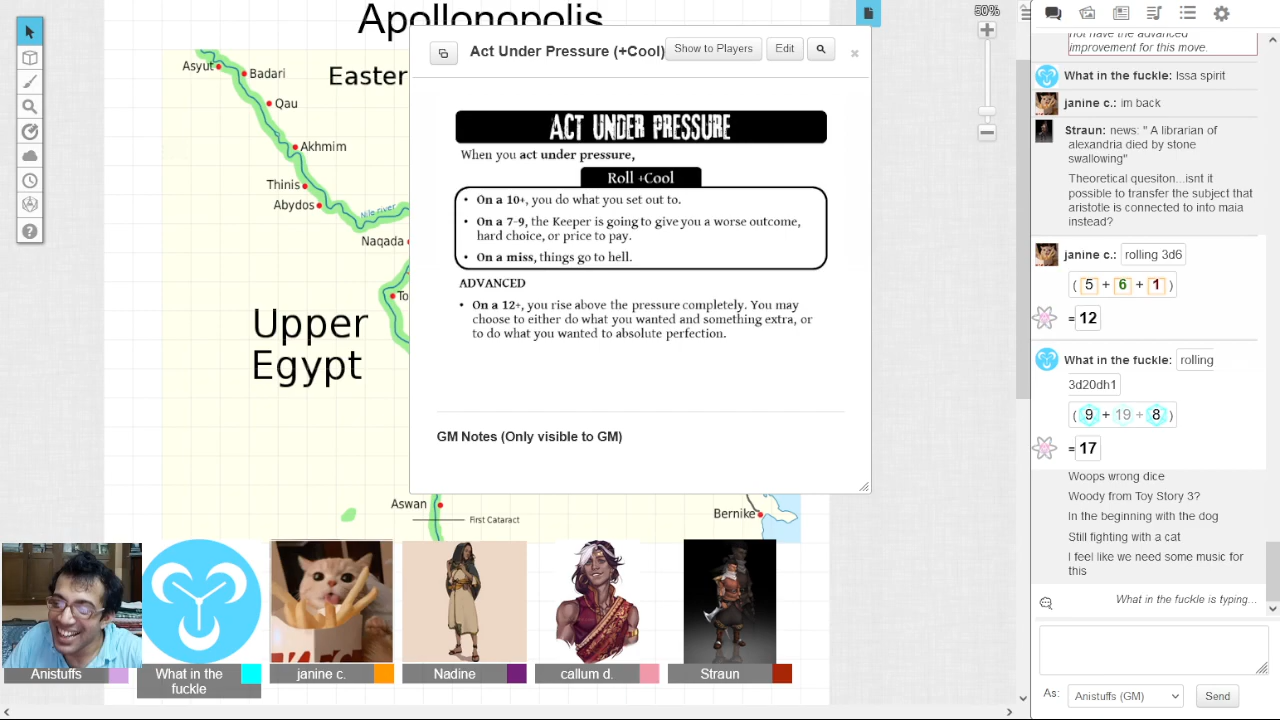 Apollonopolis
Asyut
Badari
Easter
Qau
Akhmim
Thinis
Abydos
Nile river
Naqada
To
Upper
Egypt
Aswan
First Cataract
Bernike
Act Under Pressure (+Cool)
Show to Players
Edit
×
ACT UNDER PRESSURE
When you act under pressure,
Roll +Cool
• On a 10+, you do what you set out to.
• On a 7-9, the Keeper is going to give you a worse outcome,
hard choice, or price to pay.
• On a miss, things go to hell.
ADVANCED
• On a 12+, you rise above the pressure completely. You may
choose to either do what you wanted and something extra, or
to do what you wanted to absolute perfection.
GM Notes (Only visible to GM)
50%
not have the advanced
improvement for this move.
What in the fuckle: Issa spirit
janine c.: im back
Straun: news: " A librarian of
alexandria died by stone
swallowing"
Theoretical quesiton...isnt it
possible to transfer the subject that
aristotle is connected to into maia
instead?
janine c.: rolling 3d6
( 5 + 6 + 1 )
= 12
What in the fuckle: rolling
3d20dh1
( 9 + 19 + 8 )
= 17
Woops wrong dice
Woody from Toy Story 3?
In the beginning with the dog
Still fighting with a cat
I feel like we need some music for
this
What in the fuckle is typing...
As: Anistuffs (GM)
Send
Anistuffs
What in the
fuckle
janine c.
Nadine
callum d.
Straun